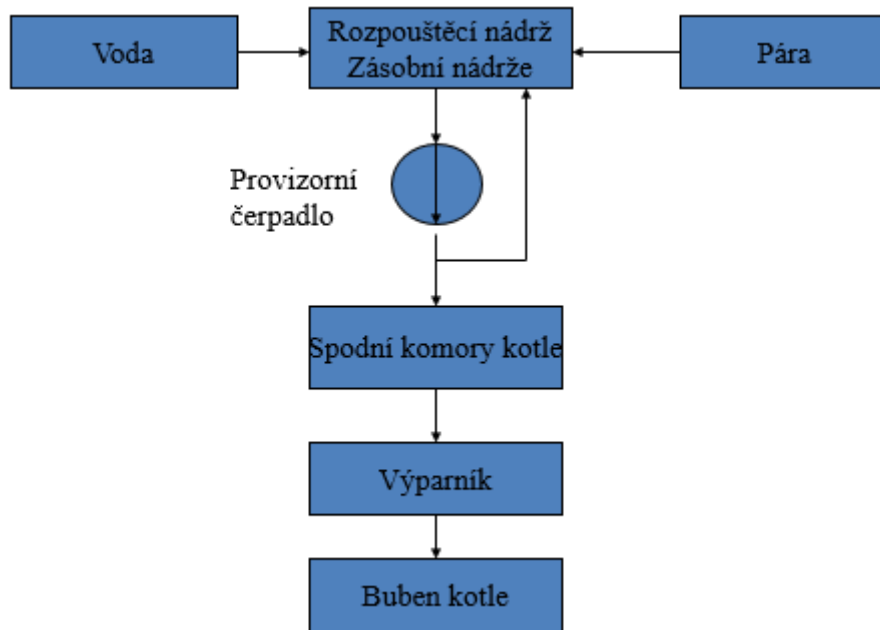 Voda
Rozpouštěcí nádrž
Zásobní nádrže
Pára
Provizorní
čerpadlo
Spodní komory kotle
Výparník
Buben kotle